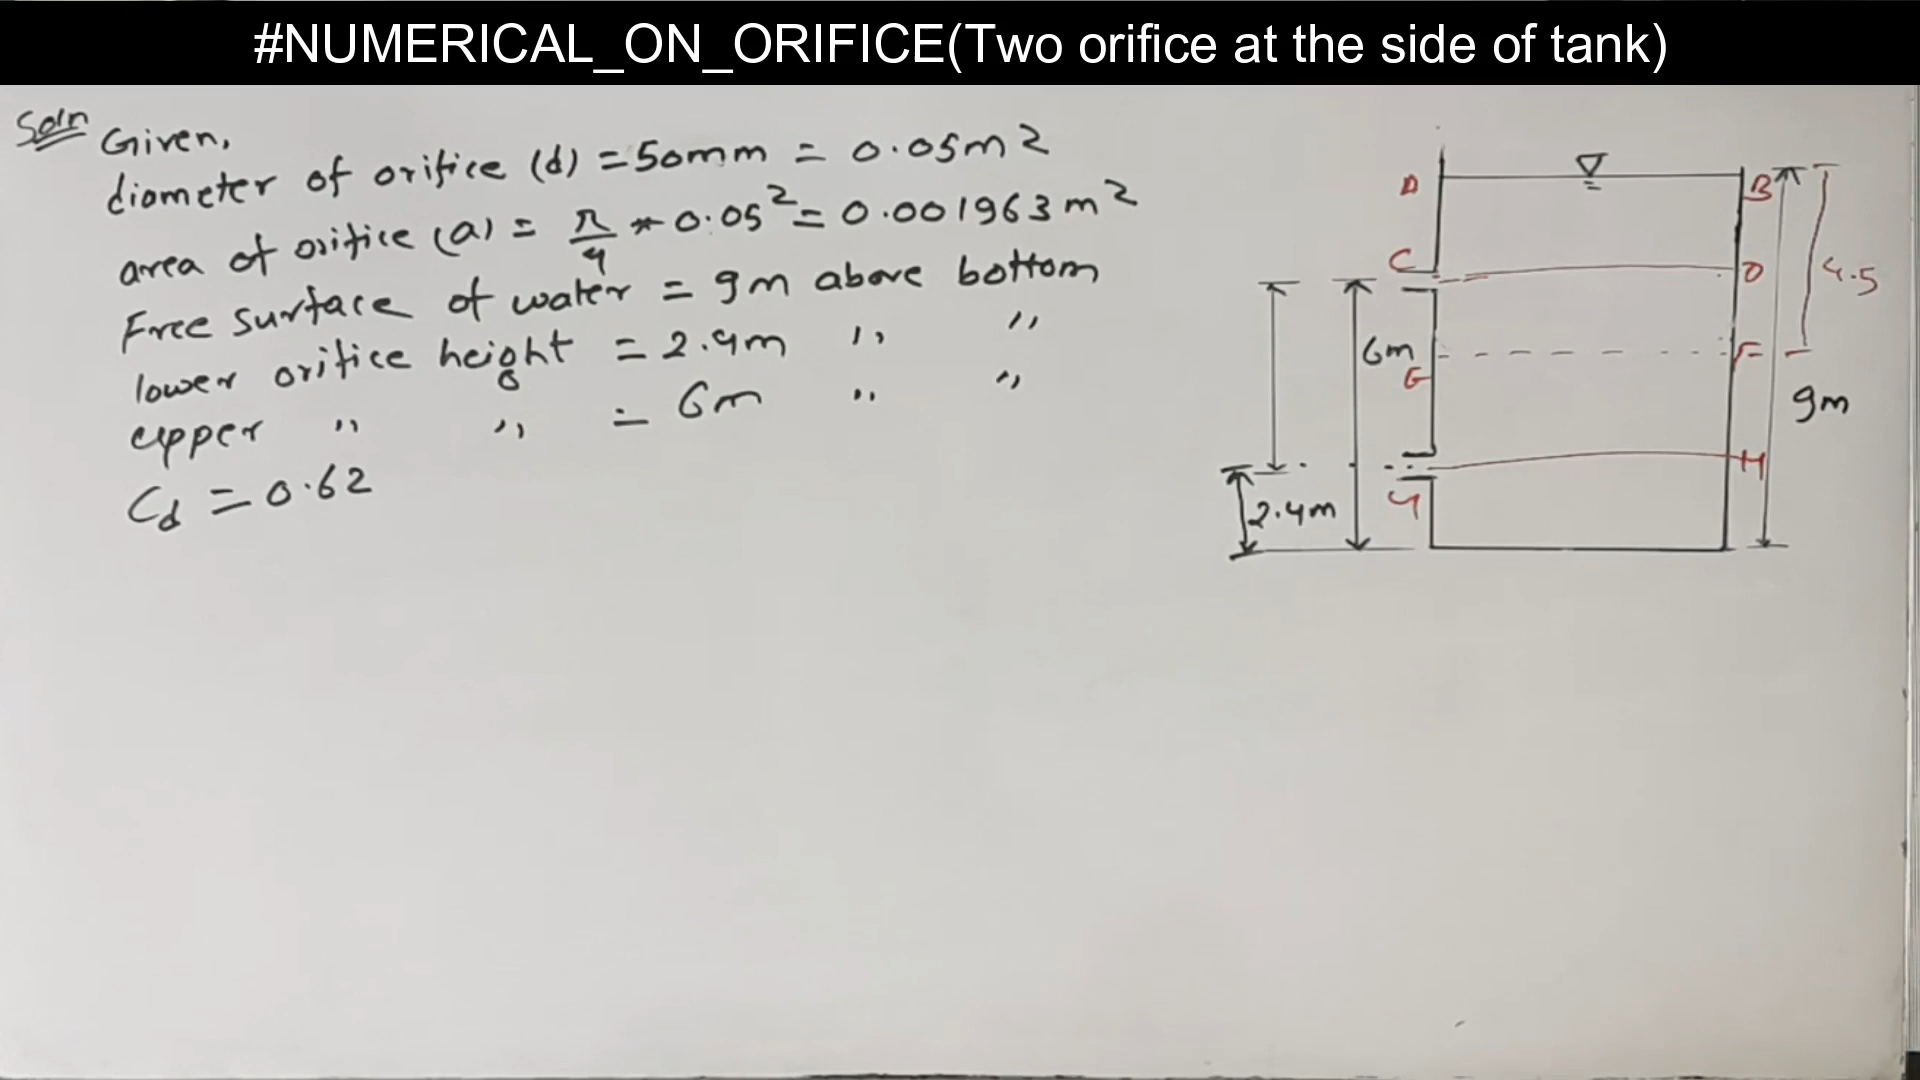 #NUMERICAL_ON_ORIFICE(Two orifice at the side of tank)
Soln Given,
diameter of orifice (d) = 50mm = 0.05m2
area of orifice (a) = π/4 * 0.05² = 0.001963 m²
Free surface of water = 9m above bottom
lower orifice height = 2.4m " "
upper " " = 6m " "
Cd = 0.62
A
B
C
D
4.5
6m
E
F
9m
H
G
2.4m